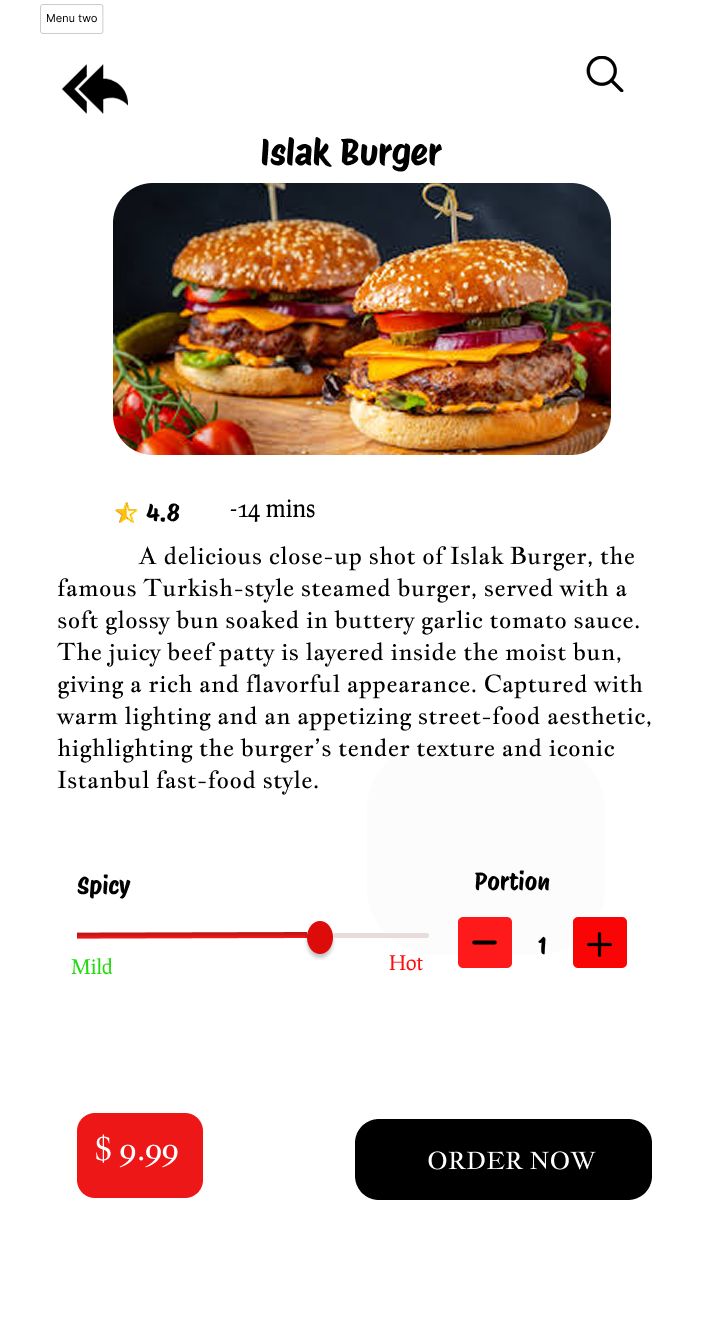 Menu two
Islak Burger
4.8
-14 mins
A delicious close-up shot of Islak Burger, the
famous Turkish-style steamed burger, served with a
soft glossy bun soaked in buttery garlic tomato sauce.
The juicy beef patty is layered inside the moist bun,
giving a rich and flavorful appearance. Captured with
warm lighting and an appetizing street-food aesthetic,
highlighting the burger’s tender texture and iconic
Istanbul fast-food style.
Spicy
Portion
1
Mild
Hot
$ 9.99
ORDER NOW